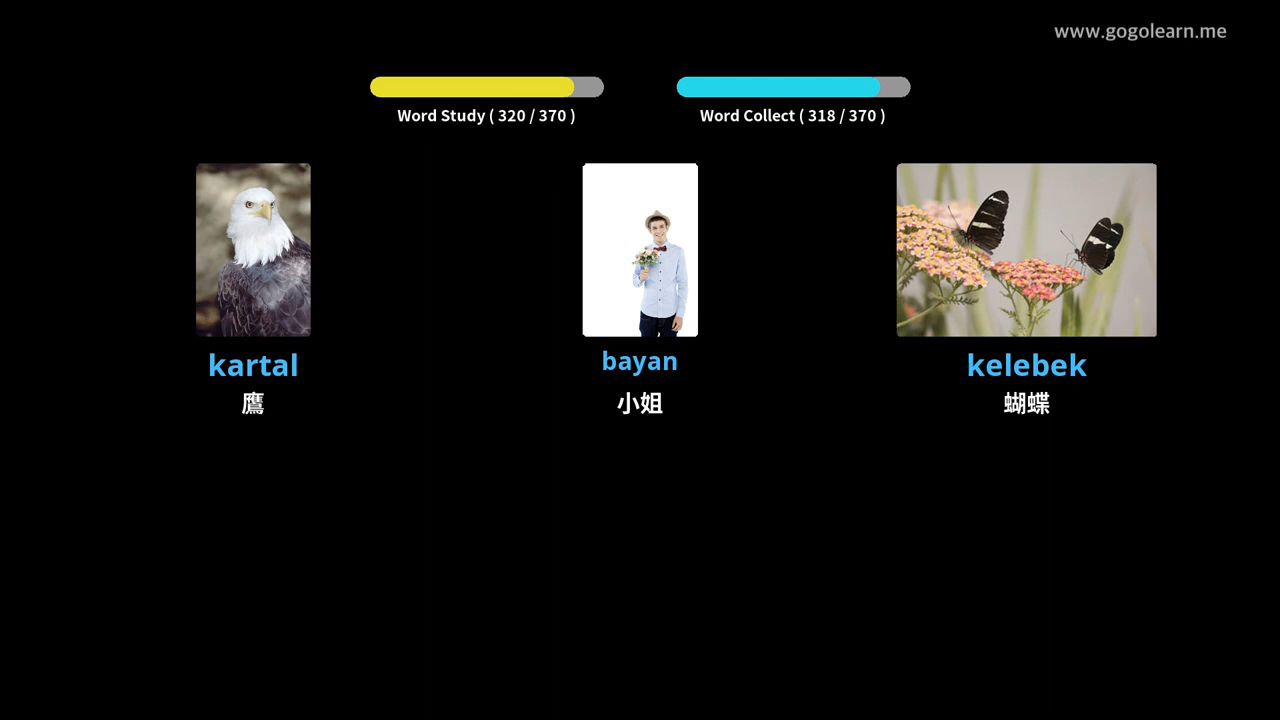 www.gogolearn.me
Word Study ( 320 / 370 )
Word Collect ( 318 / 370 )
kartal
鷹
bayan
小姐
kelebek
蝴蝶